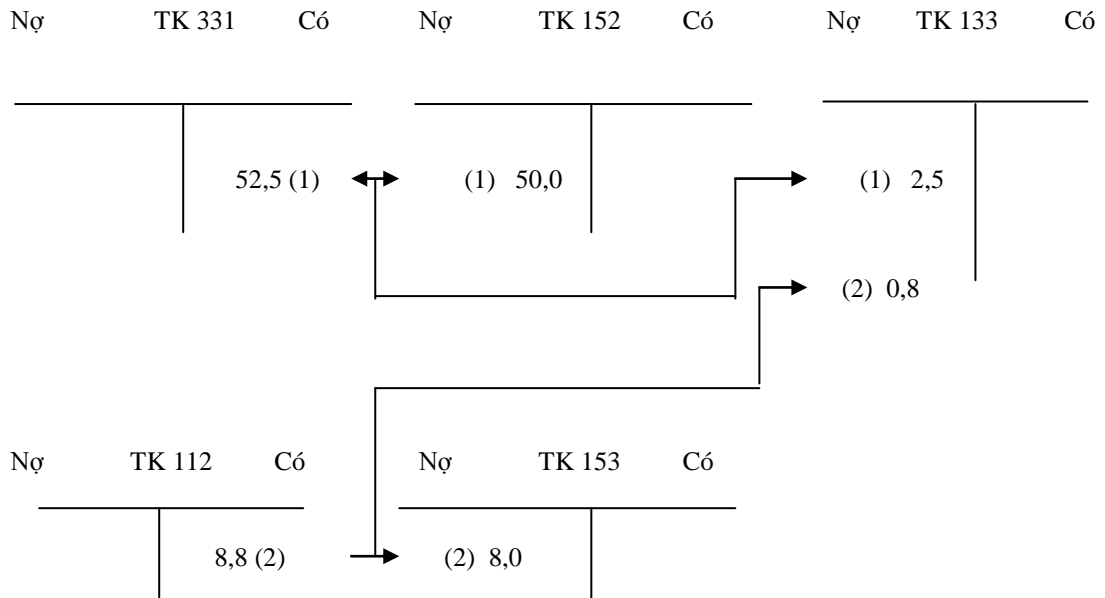 Nợ TK 331 Có Nợ TK 152 Có Nợ TK 133 Có
52,5 (1) (1) 50,0 (1) 2,5
(2) 0,8
Nợ TK 112 Có Nợ TK 153 Có
8,8 (2) (2) 8,0